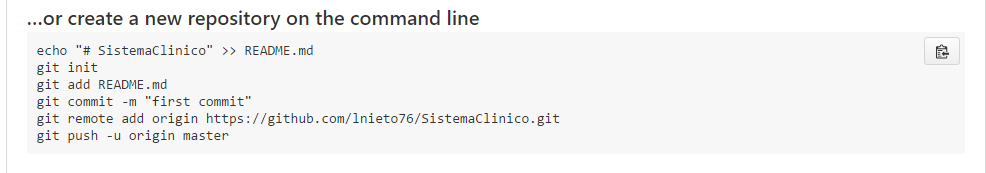 ...or create a new repository on the command line
echo "# SistemaClinico" >> README.md
git init
git add README.md
git commit -m "first commit"
git remote add origin https://github.com/lnieto76/SistemaClinico.git
git push -u origin master